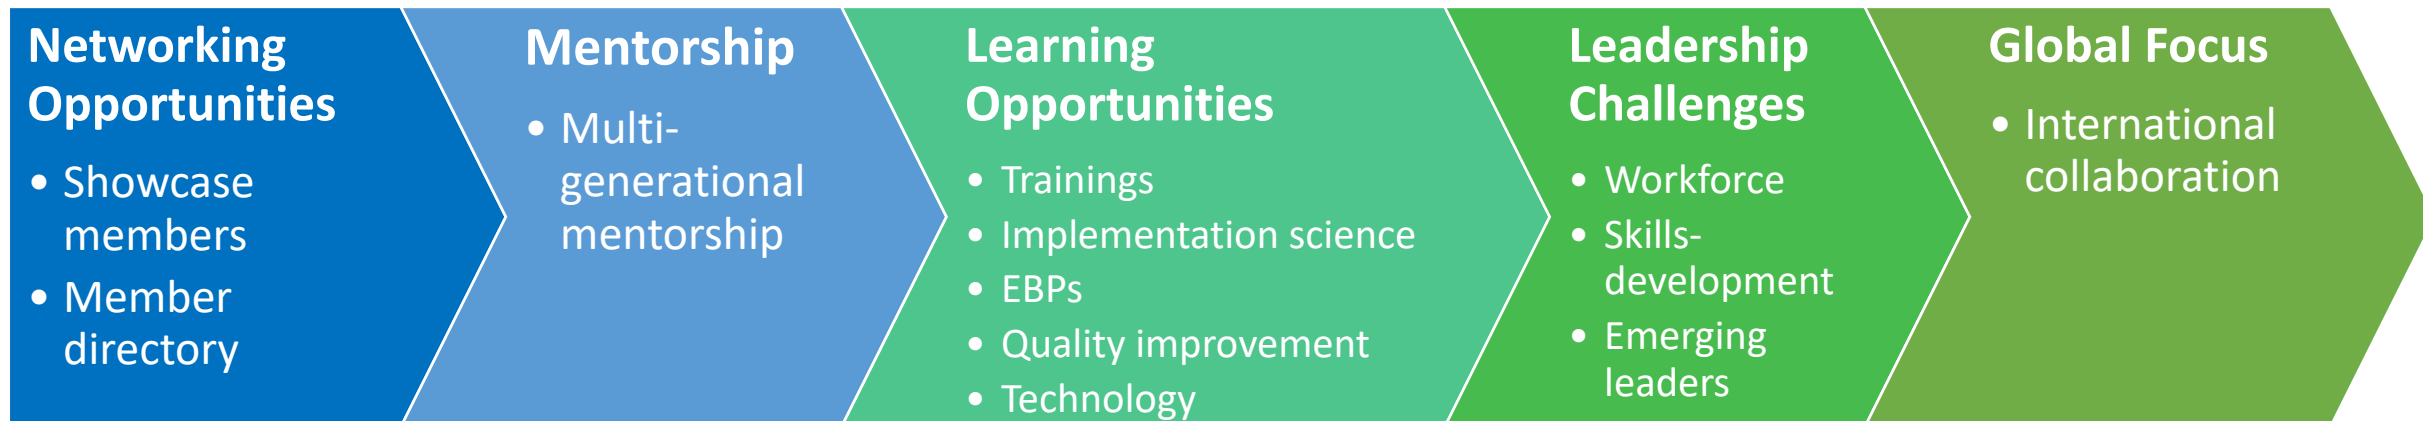 Networking
Opportunities
• Showcase
members
• Member
directory
Mentorship
• Multi-
generational
mentorship
Learning
Opportunities
• Trainings
• Implementation science
• EBPs
• Quality improvement
• Technology
Leadership
Challenges
• Workforce
• Skills-
development
• Emerging
leaders
Global Focus
• International
collaboration